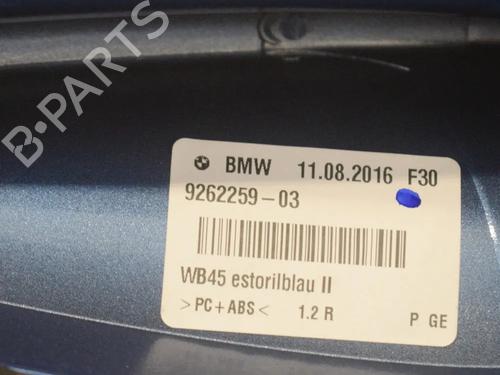 B-PARTS
BMW 11.08.2016 F30
9262259-03
WB45 estorilblau II
>PC+ABS< 1.2 R P GE